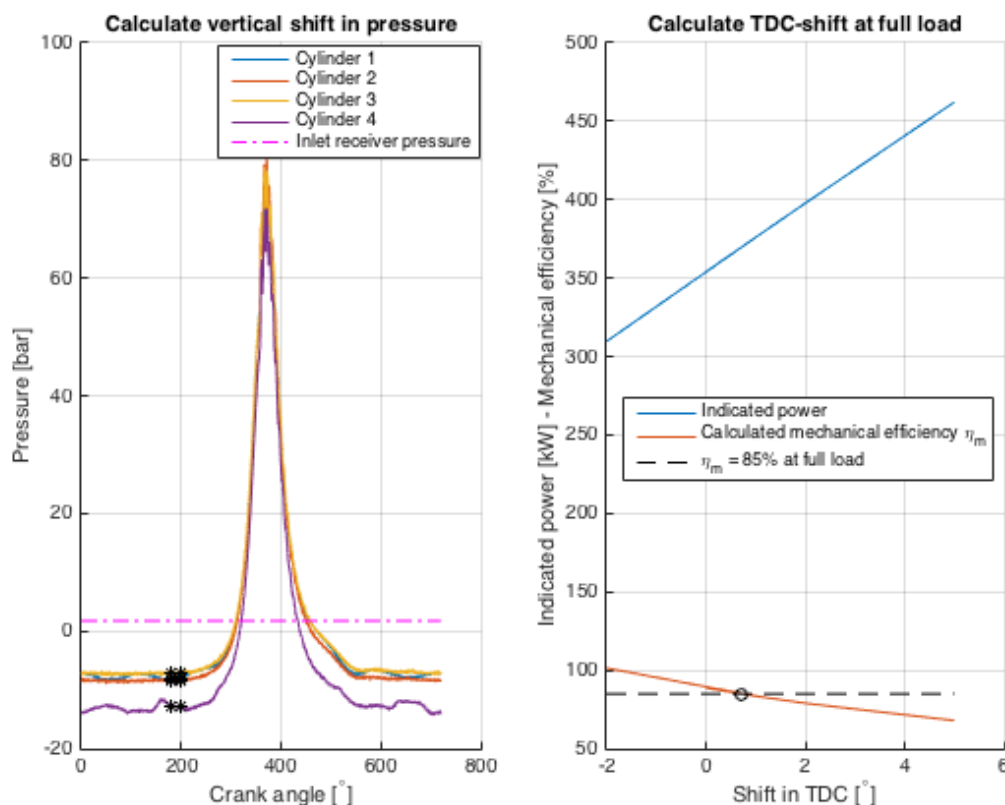 Calculate vertical shift in pressure
100
80
60
40
20
0
-20
Pressure [bar]
0
200
400
600
800
Crank angle [°]
Cylinder 1
Cylinder 2
Cylinder 3
Cylinder 4
Inlet receiver pressure
Calculate TDC-shift at full load
500
450
400
350
300
250
200
150
100
50
Indicated power [kW] - Mechanical efficiency [%]
-2
0
2
4
6
Shift in TDC [°]
Indicated power
Calculated mechanical efficiency ηm
ηm = 85% at full load